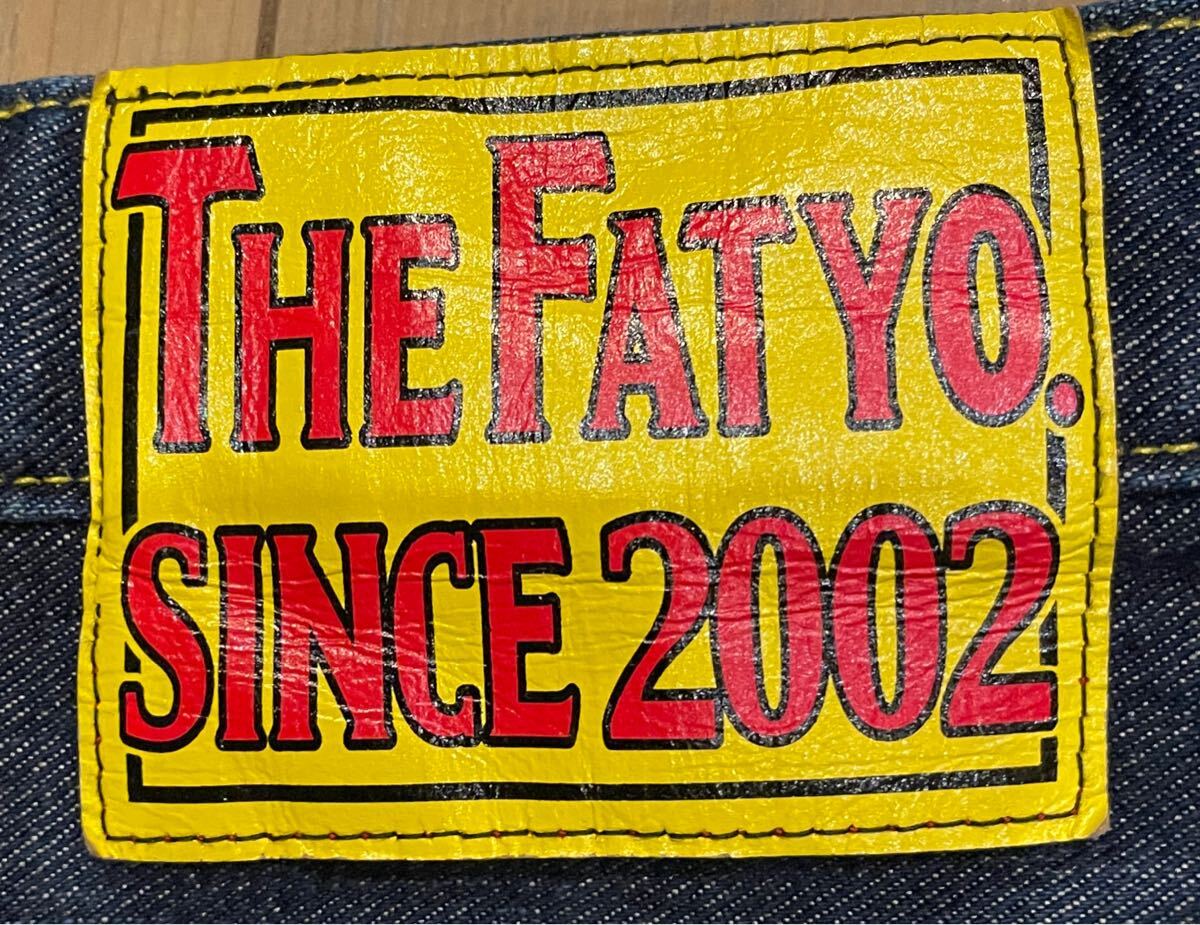 THE FATYO.
SINCE 2002